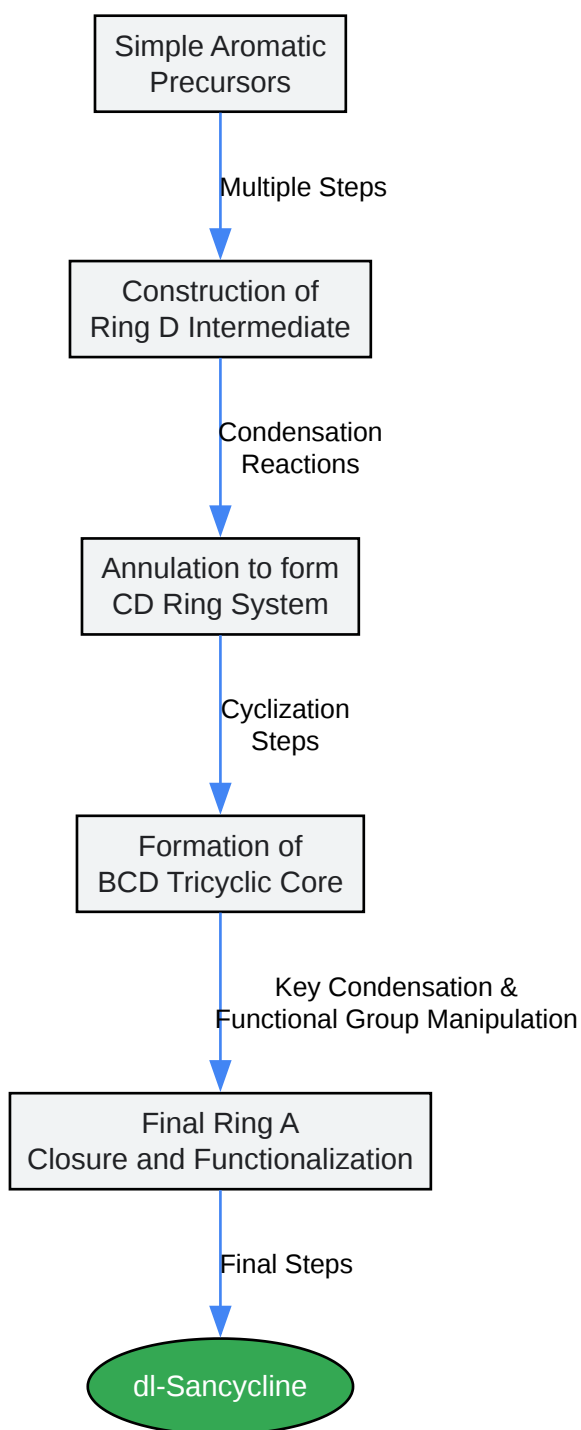 Simple Aromatic
Precursors
Multiple Steps
Construction of
Ring D Intermediate
Condensation
Reactions
Annulation to form
CD Ring System
Cyclization
Steps
Formation of
BCD Tricyclic Core
Key Condensation &
Functional Group Manipulation
Final Ring A
Closure and Functionalization
Final Steps
dl-Sancycline